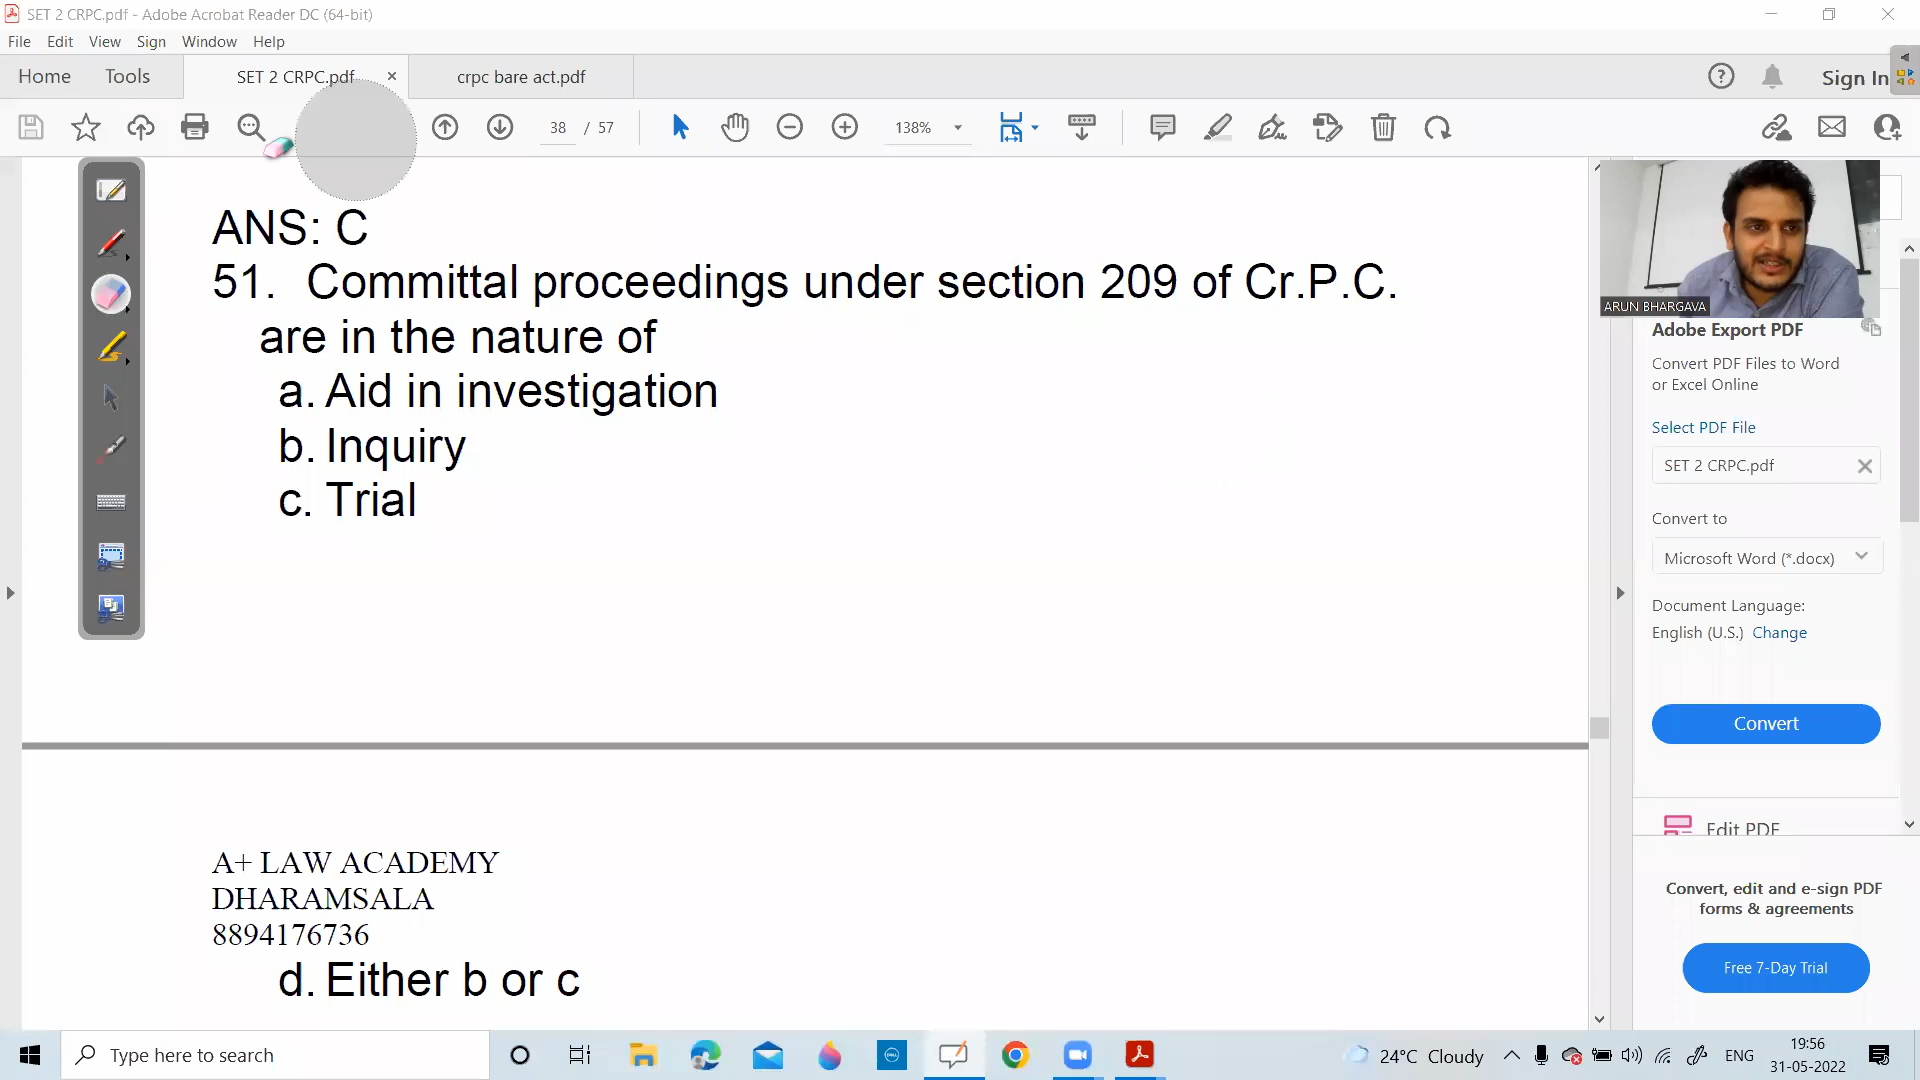 SET 2 CRPC.pdf - Adobe Acrobat Reader DC (64-bit)
File Edit View Sign Window Help
Home Tools SET 2 CRPC.pdf crpc bare act.pdf Sign In
38 / 57 138%
ANS: C
51. Committal proceedings under section 209 of Cr.P.C.
are in the nature of
a. Aid in investigation
b. Inquiry
c. Trial
A+ LAW ACADEMY
DHARAMSALA
8894176736
d. Either b or c
ARUN BHARGAVA
Adobe Export PDF
Convert PDF Files to Word
or Excel Online
Select PDF File
SET 2 CRPC.pdf
Convert to
Microsoft Word (*.docx)
Document Language:
English (U.S.) Change
Convert
Edit PDF
Convert, edit and e-sign PDF
forms & agreements
Free 7-Day Trial
Type here to search
DELL
24°C Cloudy
ENG
19:56
31-05-2022